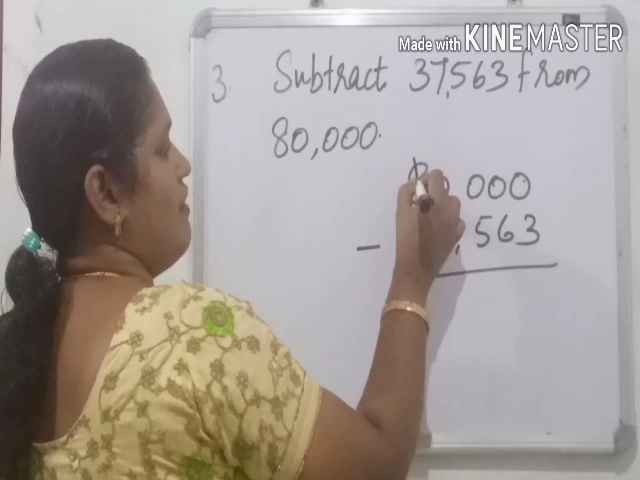 Made with KINEMASTER
3. Subtract 37,563 from
80,000.
000
- ,563